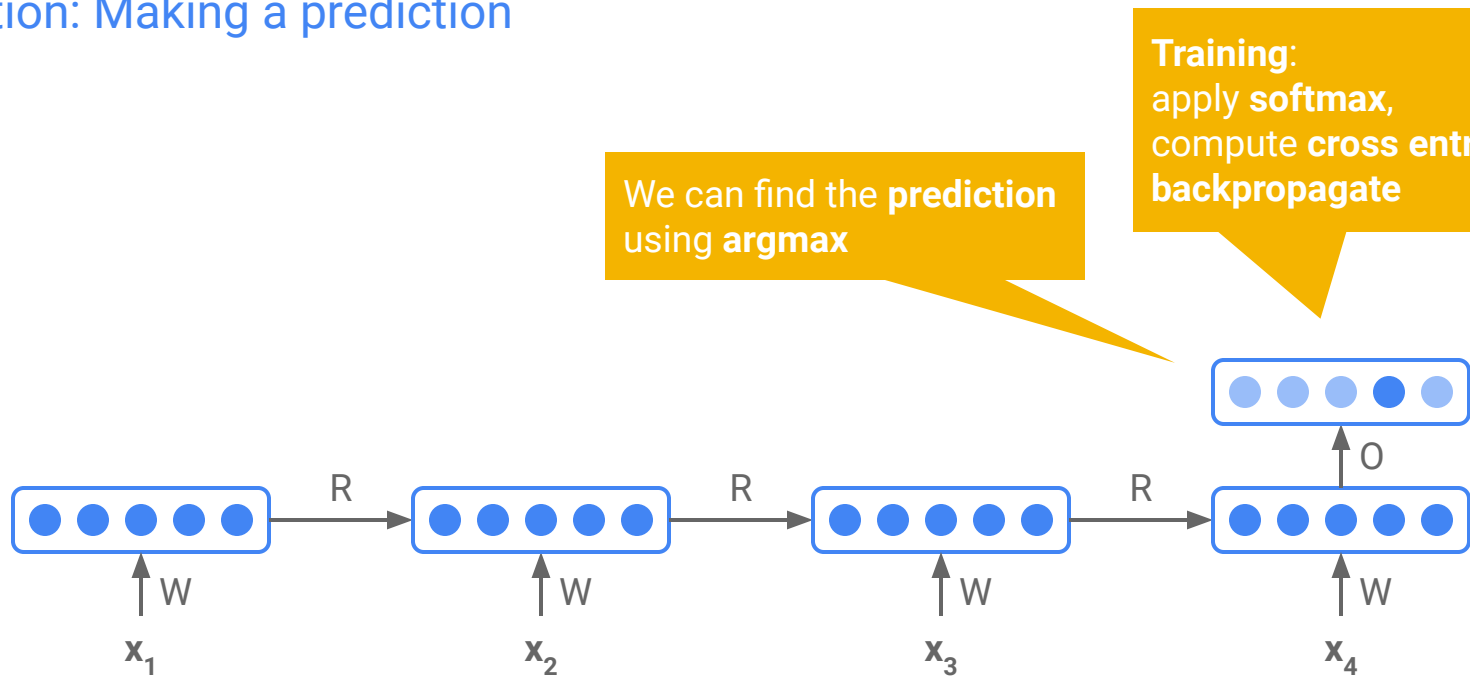 tion: Making a prediction
Training:
apply softmax,
compute cross entr
backpropagate
We can find the prediction
using argmax
O
R R R
W W W W
x1 x2 x3 x4